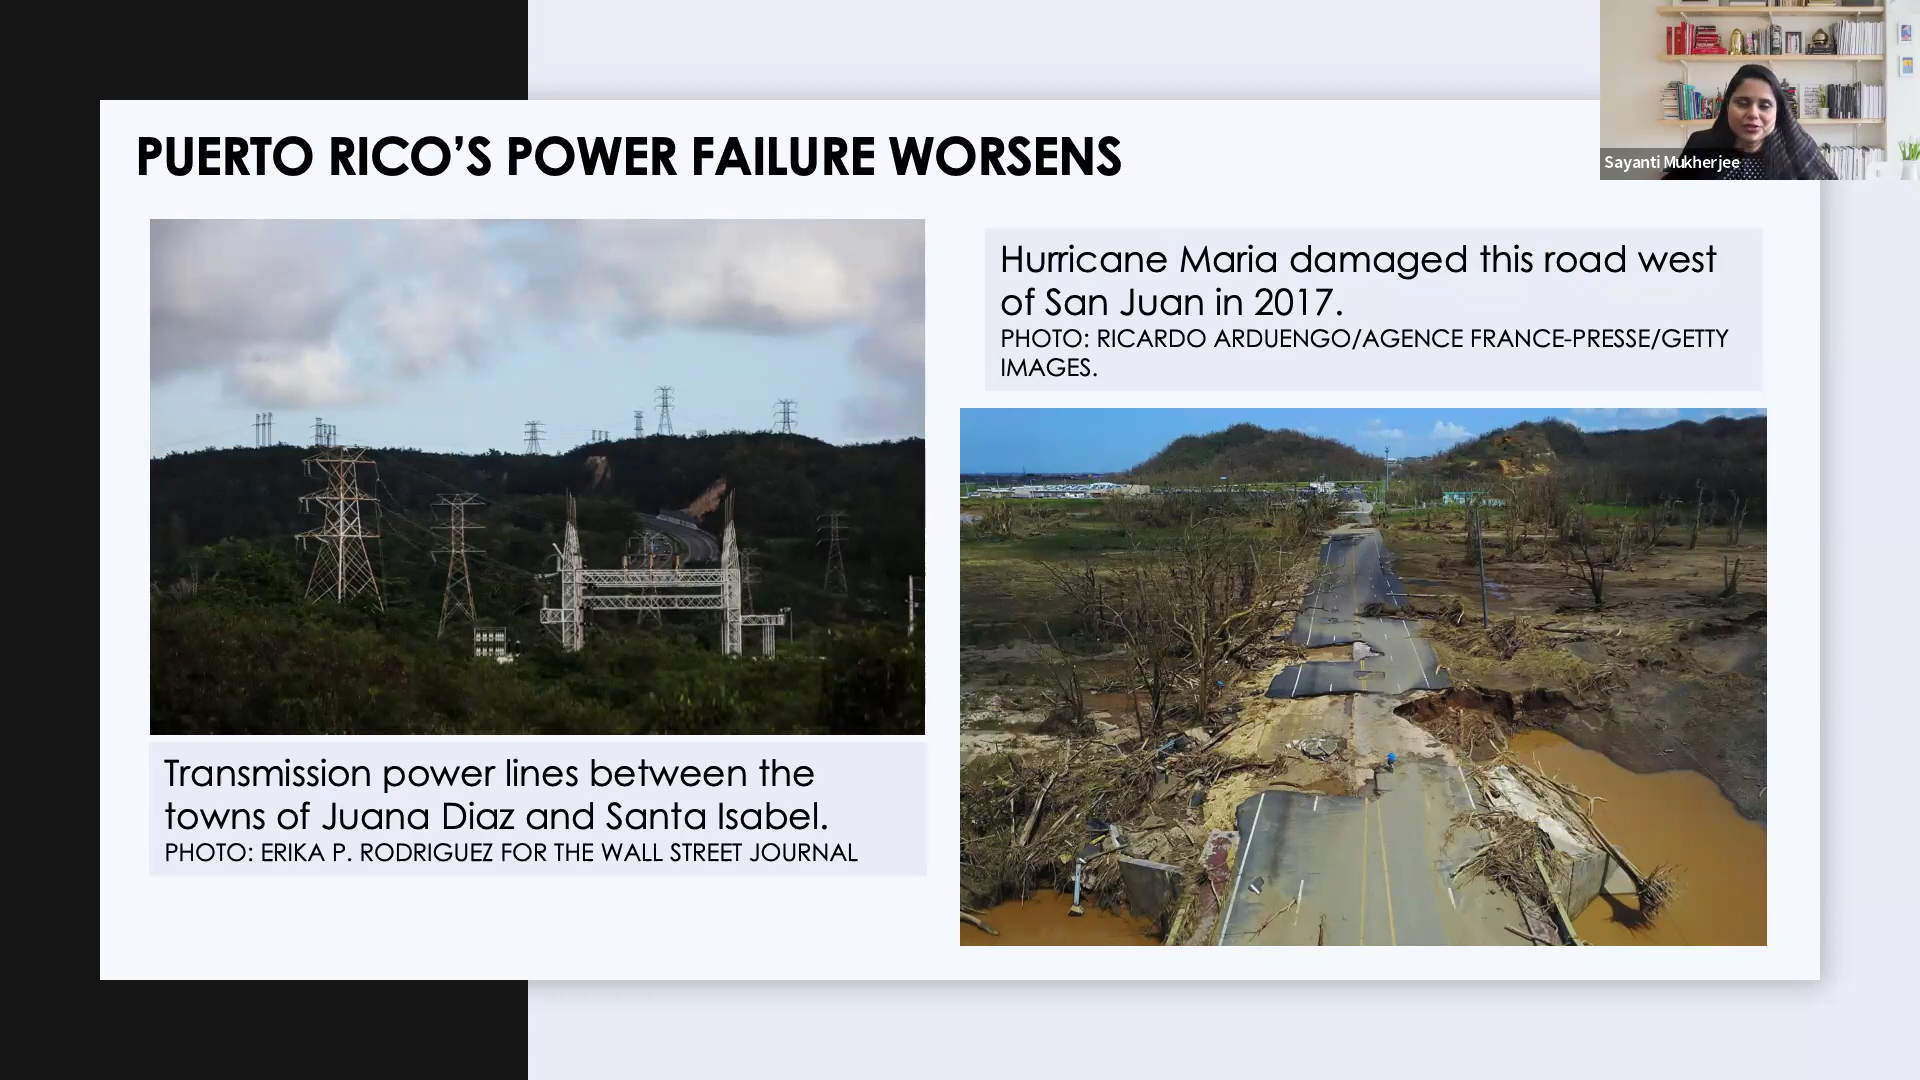 PUERTO RICO’S POWER FAILURE WORSENS
Sayanti Mukherjee
Hurricane Maria damaged this road west
of San Juan in 2017.
PHOTO: RICARDO ARDUENGO/AGENCE FRANCE-PRESSE/GETTY
IMAGES.
Transmission power lines between the
towns of Juana Diaz and Santa Isabel.
PHOTO: ERIKA P. RODRIGUEZ FOR THE WALL STREET JOURNAL